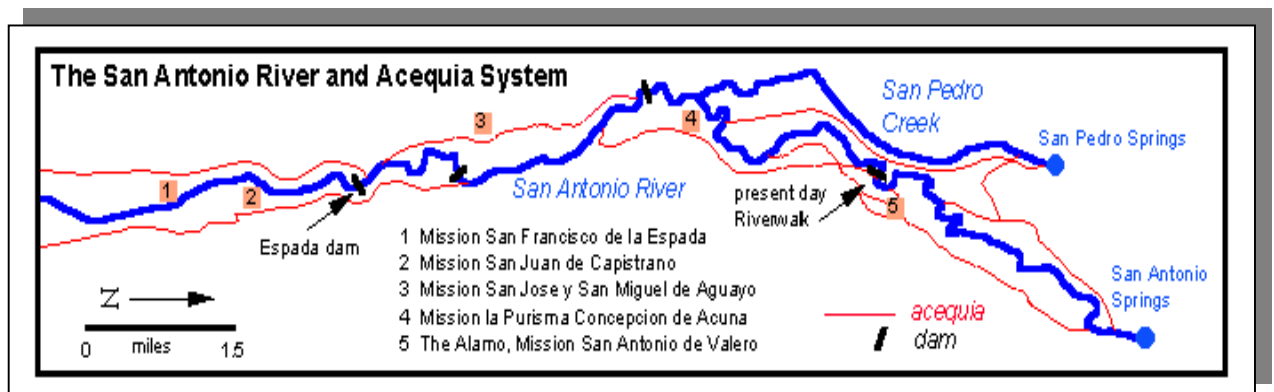 The San Antonio River and Acequia System
San Pedro
Creek
San Pedro Springs
3
4
1
2
San Antonio River
present day
Riverwalk
5
Espada dam
San Antonio
Springs
1 Mission San Francisco de la Espada
2 Mission San Juan de Capistrano
3 Mission San Jose y San Miguel de Aguayo
4 Mission la Purisma Concepcion de Acuna
5 The Alamo, Mission San Antonio de Valero
N
0 miles 1.5
acequia
dam